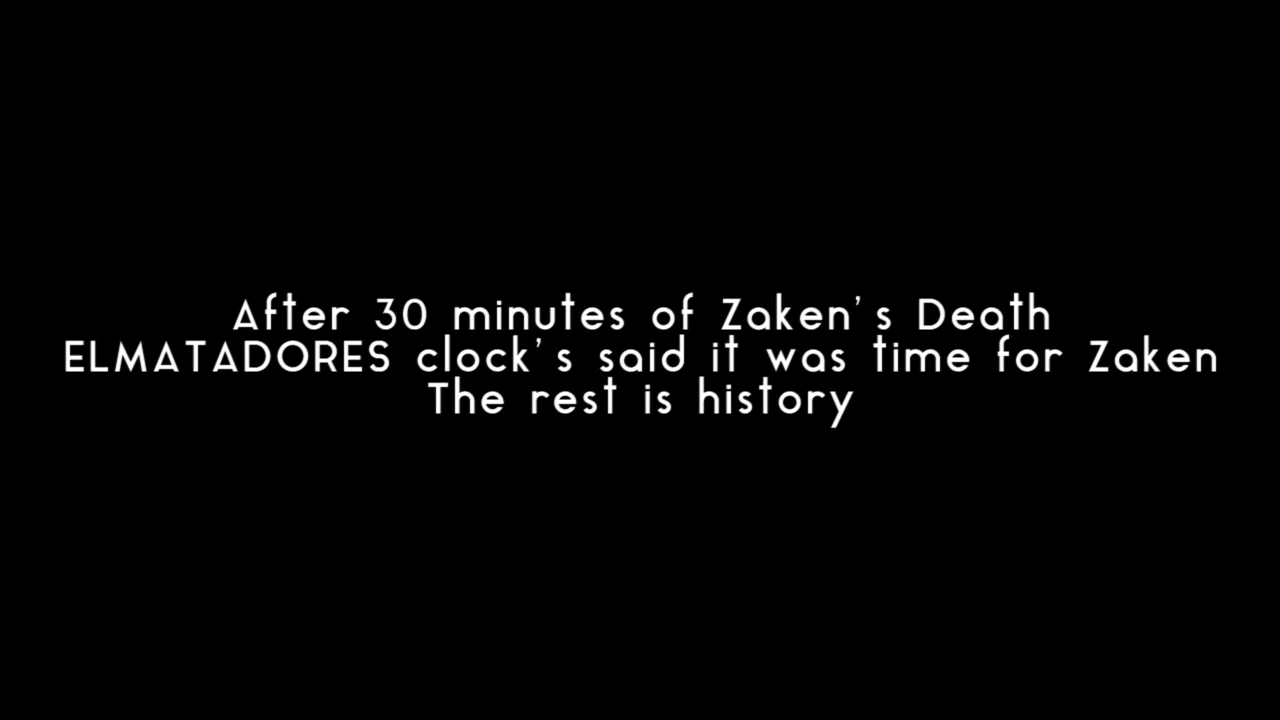 After 30 minutes of Zaken's Death
ELMATADORES clock's said it was time for Zaken
The rest is history